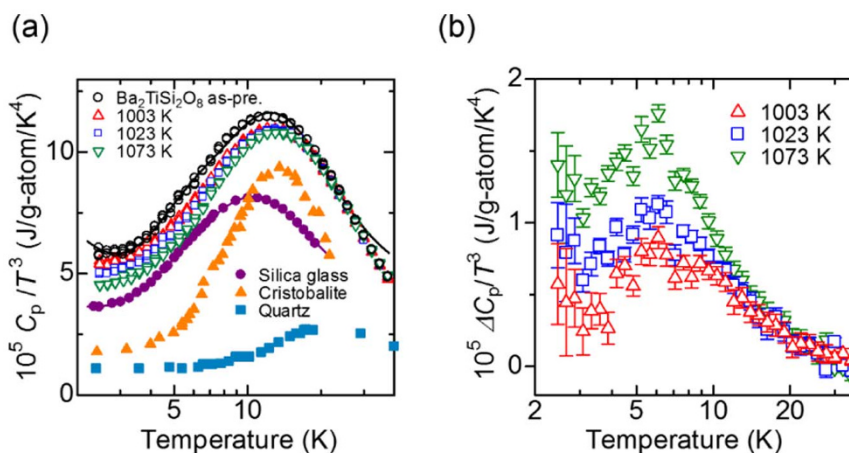 (a)
10⁵ Cp/T³ (J/g-atom/K⁴)
10
5
0
Ba₂TiSi₂O₈ as-pre.
1003 K
1023 K
1073 K
Silica glass
Cristobalite
Quartz
5
10
Temperature (K)
(b)
10⁵ ΔCp/T³ (J/g-atom/K⁴)
2
1
0
1003 K
1023 K
1073 K
2
5
10
20
Temperature (K)